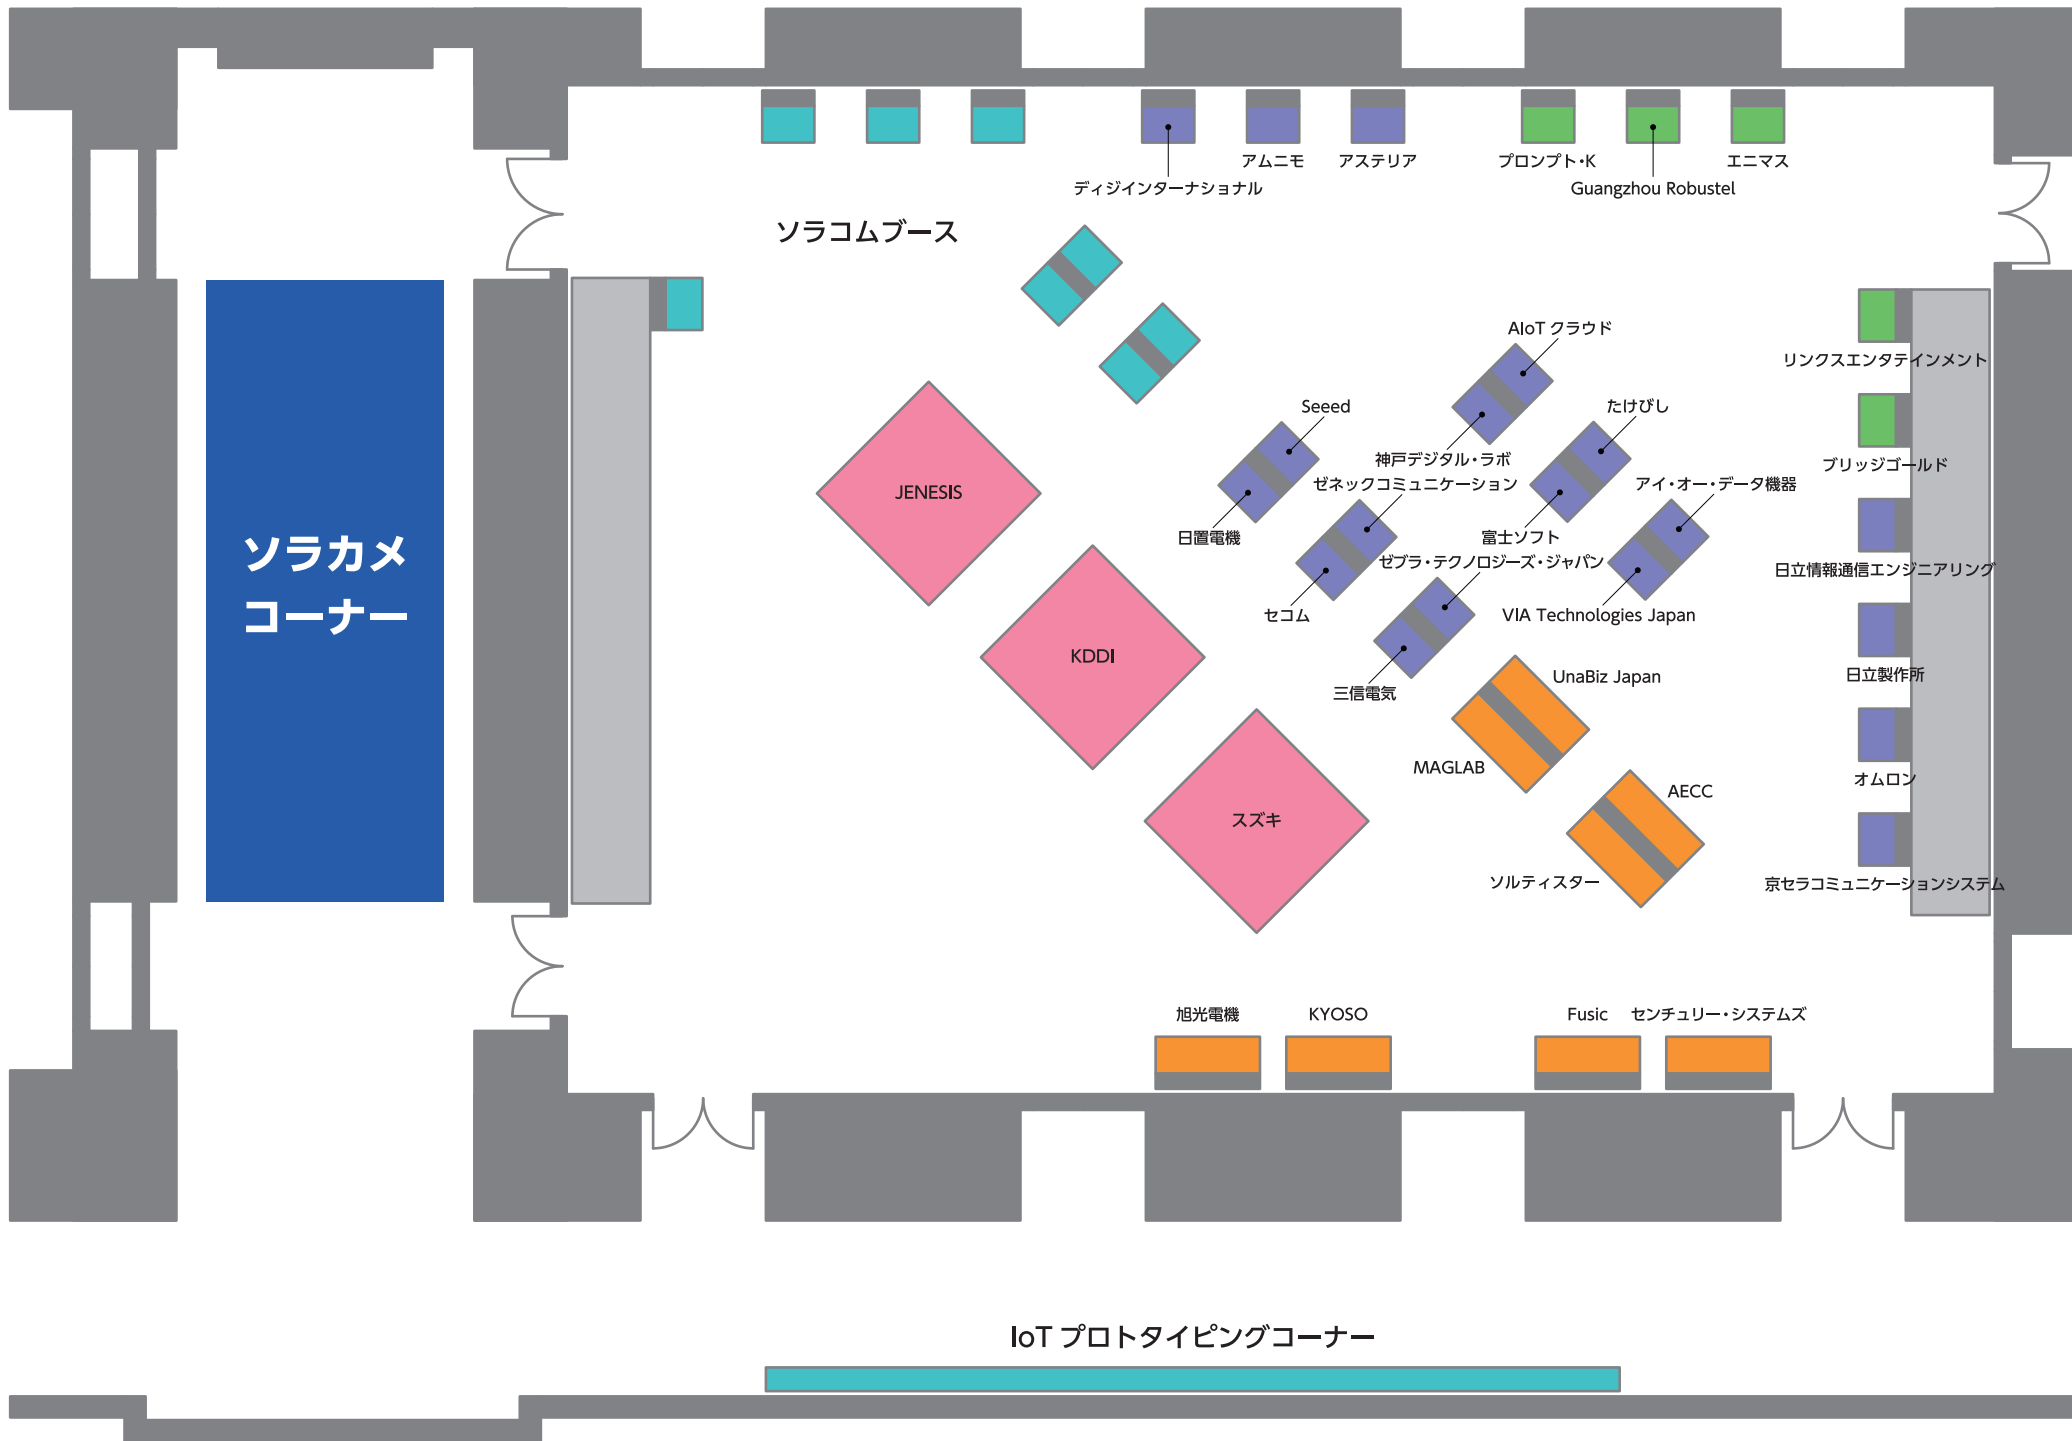 アムニモ
アステリア
プロンプト・K
エニマス
ディジインターナショナル
Guangzhou Robustel
ソラコムブース
AIoT クラウド
リンクスエンタテインメント
Seeed
たけびし
神戸デジタル・ラボ
ブリッジゴールド
ゼネックコミュニケーション
アイ・オー・データ機器
JENESIS
日置電機
富士ソフト
ソラカメ
コーナー
ゼブラ・テクノロジーズ・ジャパン
日立情報通信エンジニアリング
セコム
VIA Technologies Japan
KDDI
UnaBiz Japan
日立製作所
三信電気
MAGLAB
オムロン
AECC
スズキ
ソルティスター
京セラコミュニケーションシステム
旭光電機
KYOSO
Fusic
センチュリー・システムズ
IoT プロトタイピングコーナー